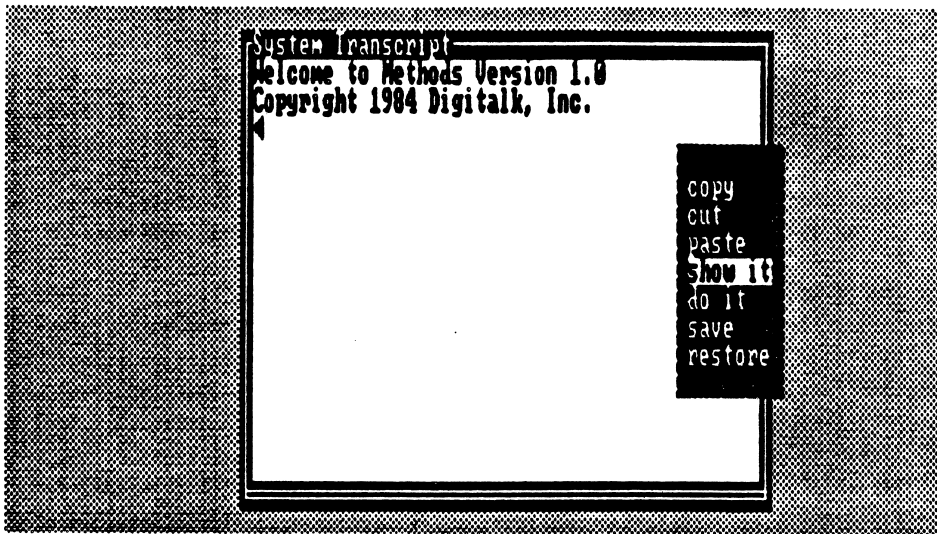 System Transcript
Welcome to Methods Version 1.0
Copyright 1984 Digitalk, Inc.
copy
cut
paste
show it
do it
save
restore